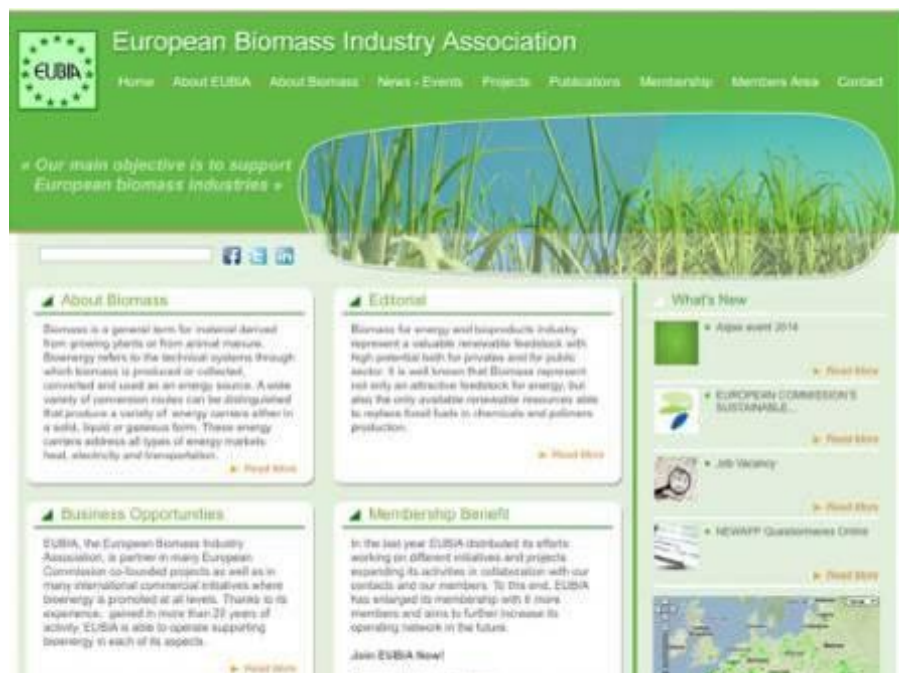 European Biomass Industry Association
EUBIA
Home About EUBIA About Biomass News - Events Projects Publications Membership Members Area Contact
« Our main objective is to support
European biomass industries »
About Biomass
Biomass is a general term for material derived
from growing plants or from animal manure.
Bioenergy refers to the technical systems through
which biomass is produced or collected,
converted and used as an energy source. A wide
variety of conversion routes can be distinguished
that produce a variety of energy carriers either in
a solid, liquid or gaseous form. These energy
carriers address all types of energy markets:
heat, electricity and transportation.
Read More
Editorial
Biomass for energy and bioproducts industry
represent a valuable renewable feedstock with
high potential both for privates and for public
sector. It is well known that Biomass represent
not only an attractive feedstock for energy, but
also the only available renewable resources able
to replace fossil fuels in chemicals and polimers
production.
Read More
Business Opportunities
EUBIA, the European Biomass Industry
Association, is partner in many European
Commission co-founded projects as well as in
many international commercial initiatives where
bioenergy is promoted at all levels. Thanks to its
experience, gained in more than 20 years of
activity, EUBIA is able to operate supporting
bioenergy in each of its aspects.
Read More
Membership Benefit
In the last year EUBIA distributed its efforts
working on different initiatives and projects
expanding its activities in collaboration with our
contacts and our members. To this end, EUBIA
has enlarged its membership with 6 more
members and aims to further increase its
operating network in the future.
Join EUBIA Now!
What's New
event 2014
Read More
EUROPEAN COMMISSION'S
SUSTAINABLE...
Read More
Job Vacancy
Read More
NEWAPP Questionnaires Online
Read More